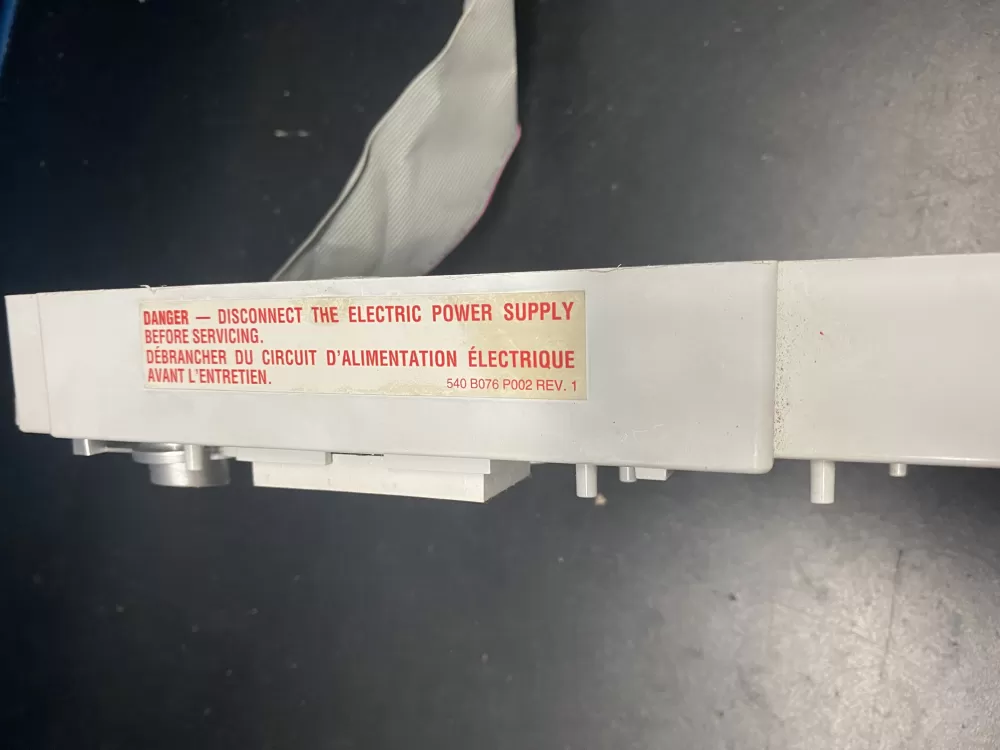 DANGER — DISCONNECT THE ELECTRIC POWER SUPPLY
BEFORE SERVICING.
DÉBRANCHER DU CIRCUIT D'ALIMENTATION ÉLECTRIQUE
AVANT L'ENTRETIEN.
540 B076 P002 REV. 1